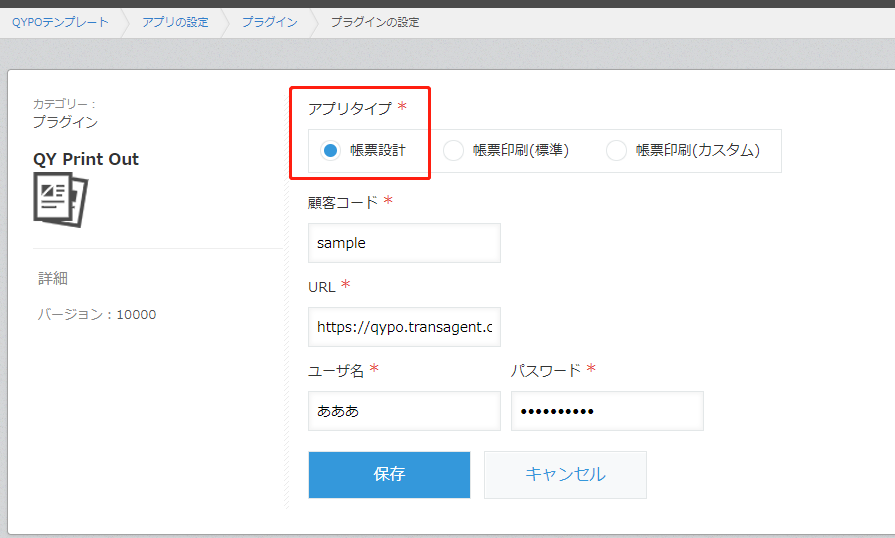 QYPOテンプレート アプリの設定 プラグイン プラグインの設定
カテゴリー：
プラグイン
QY Print Out
詳細
バージョン：10000
アプリタイプ *
帳票設計 帳票印刷(標準) 帳票印刷(カスタム)
顧客コード *
sample
URL *
https://qypo.transagent.c
ユーザ名 * パスワード *
あああ ••••••••••
保存 キャンセル